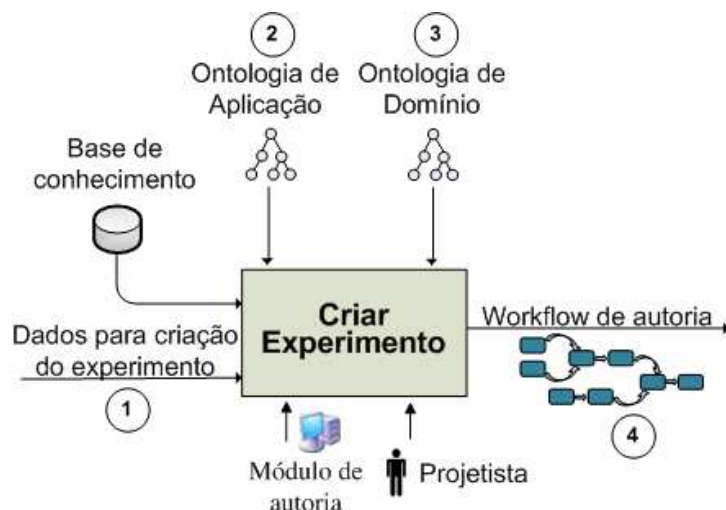 2
Ontologia de
Aplicação
3
Ontologia de
Domínio
Base de
conhecimento
Criar
Experimento
Dados para criação
do experimento
1
Workflow de autoria
4
Módulo de
autoria
Projetista